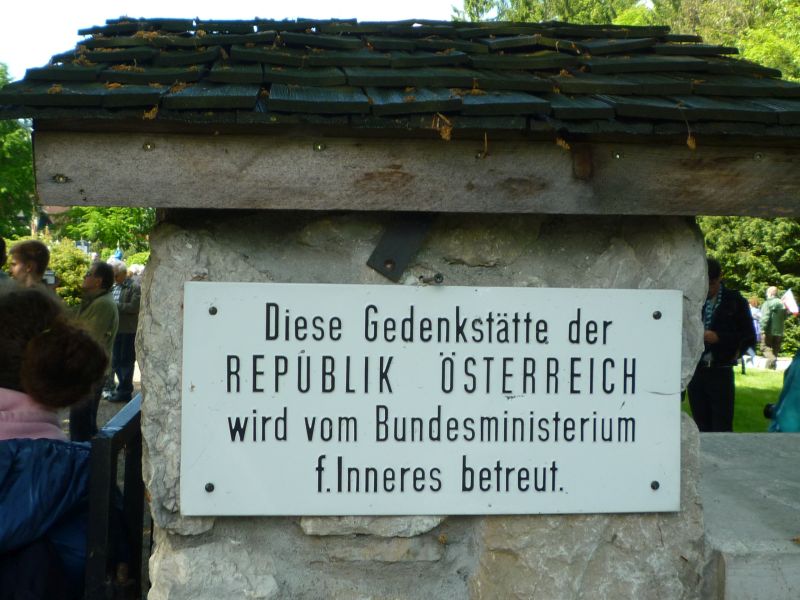 Diese Gedenkstätte der
REPUBLIK ÖSTERREICH
wird vom Bundesministerium
f. Inneres betreut.